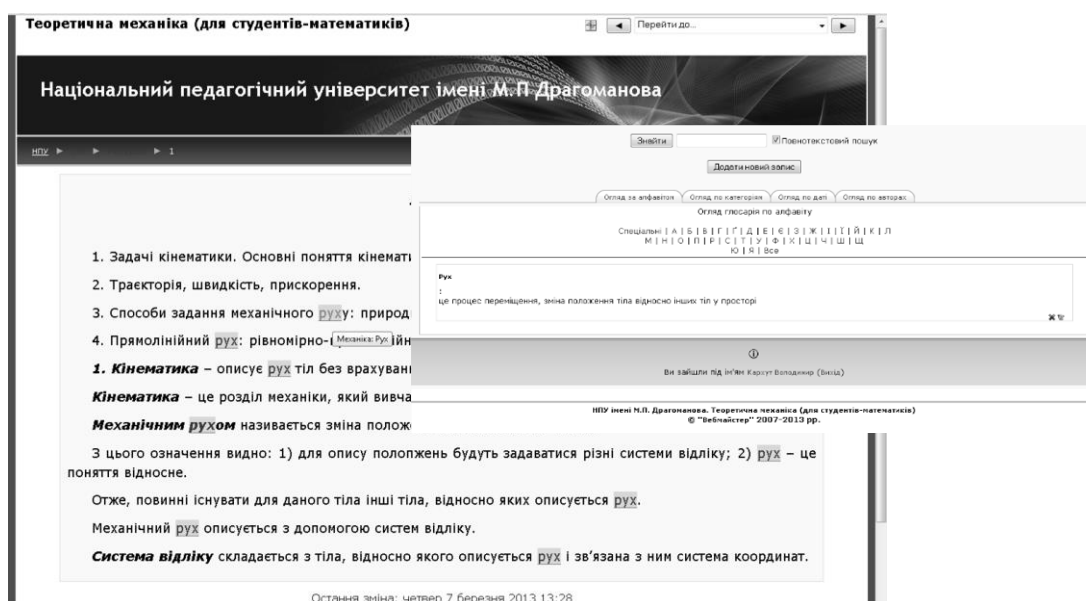 Теоретична механіка (для студентів-математиків)
Перейти до...
Національний педагогічний університет імені М.П Драгоманова
НПУ ► ► ► 1
1. Задачі кінематики. Основні поняття кінемати
2. Траєкторія, швидкість, прискорення.
3. Способи задання механічного руху: природ
4. Прямолінійний рух: рівномірно-
Механіка: Рух
1. Кінематика – описує рух тіл без врахуван
Кінематика – це розділ механіки, який вивча
Механічним рухом називається зміна полож
З цього означення видно: 1) для опису полопжень будуть задаватися різні системи відліку; 2) рух – це
поняття відносне.
Отже, повинні існувати для даного тіла інші тіла, відносно яких описується рух.
Механічний рух описується з допомогою систем відліку.
Система відліку складається з тіла, відносно якого описується рух і зв’язана з ним система координат.
Остання зміна: четвер 7 березня 2013 13:28
Знайти
Повнотекстовий пошук
Додати новий запис
Огляд за алфавітом Огляд по категоріях Огляд по даті Огляд по авторах
Огляд глосарія по алфавіту
Спеціальні | А | Б | В | Г | Ґ | Д | Е | Є | З | Ж | І | Ї | Й | К | Л
М | Н | О | П | Р | С | Т | У | Ф | Х | Ц | Ч | Ш | Щ
Ю | Я | Все
Рух
:
це процес переміщення, зміна положення тіла відносно інших тіл у просторі
Ви зайшли під ім'ям Кархут Володимир (Вихід)
НПУ імені М.П. Драгоманова. Теоретична механіка (для студентів-математиків)
© "Вебмайстер" 2007-2013 рр.